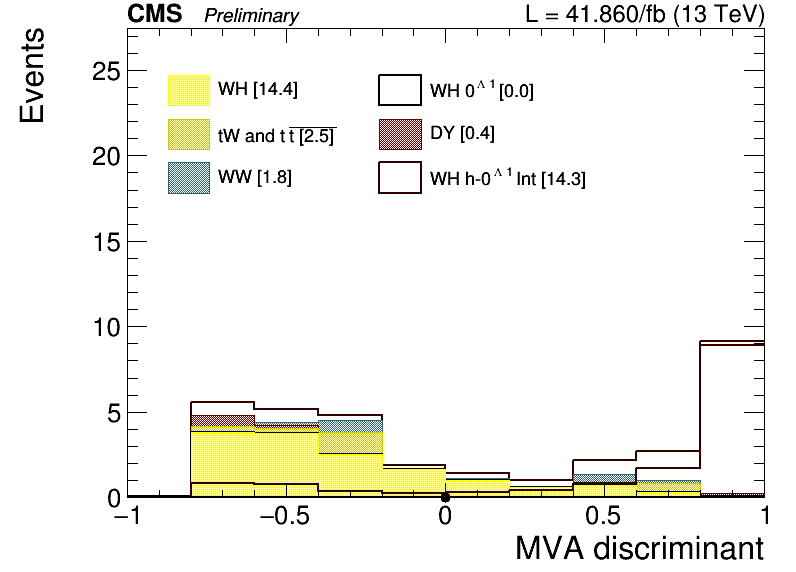 CMS Preliminary L = 41.860/fb (13 TeV)
Events
25
20
15
10
5
0
WH [14.4]
WH 0^Λ1 [0.0]
tW and t t̅ [2.5]
DY [0.4]
WW [1.8]
WH h-0^Λ1 Int [14.3]
−1 −0.5 0 0.5 1
MVA discriminant